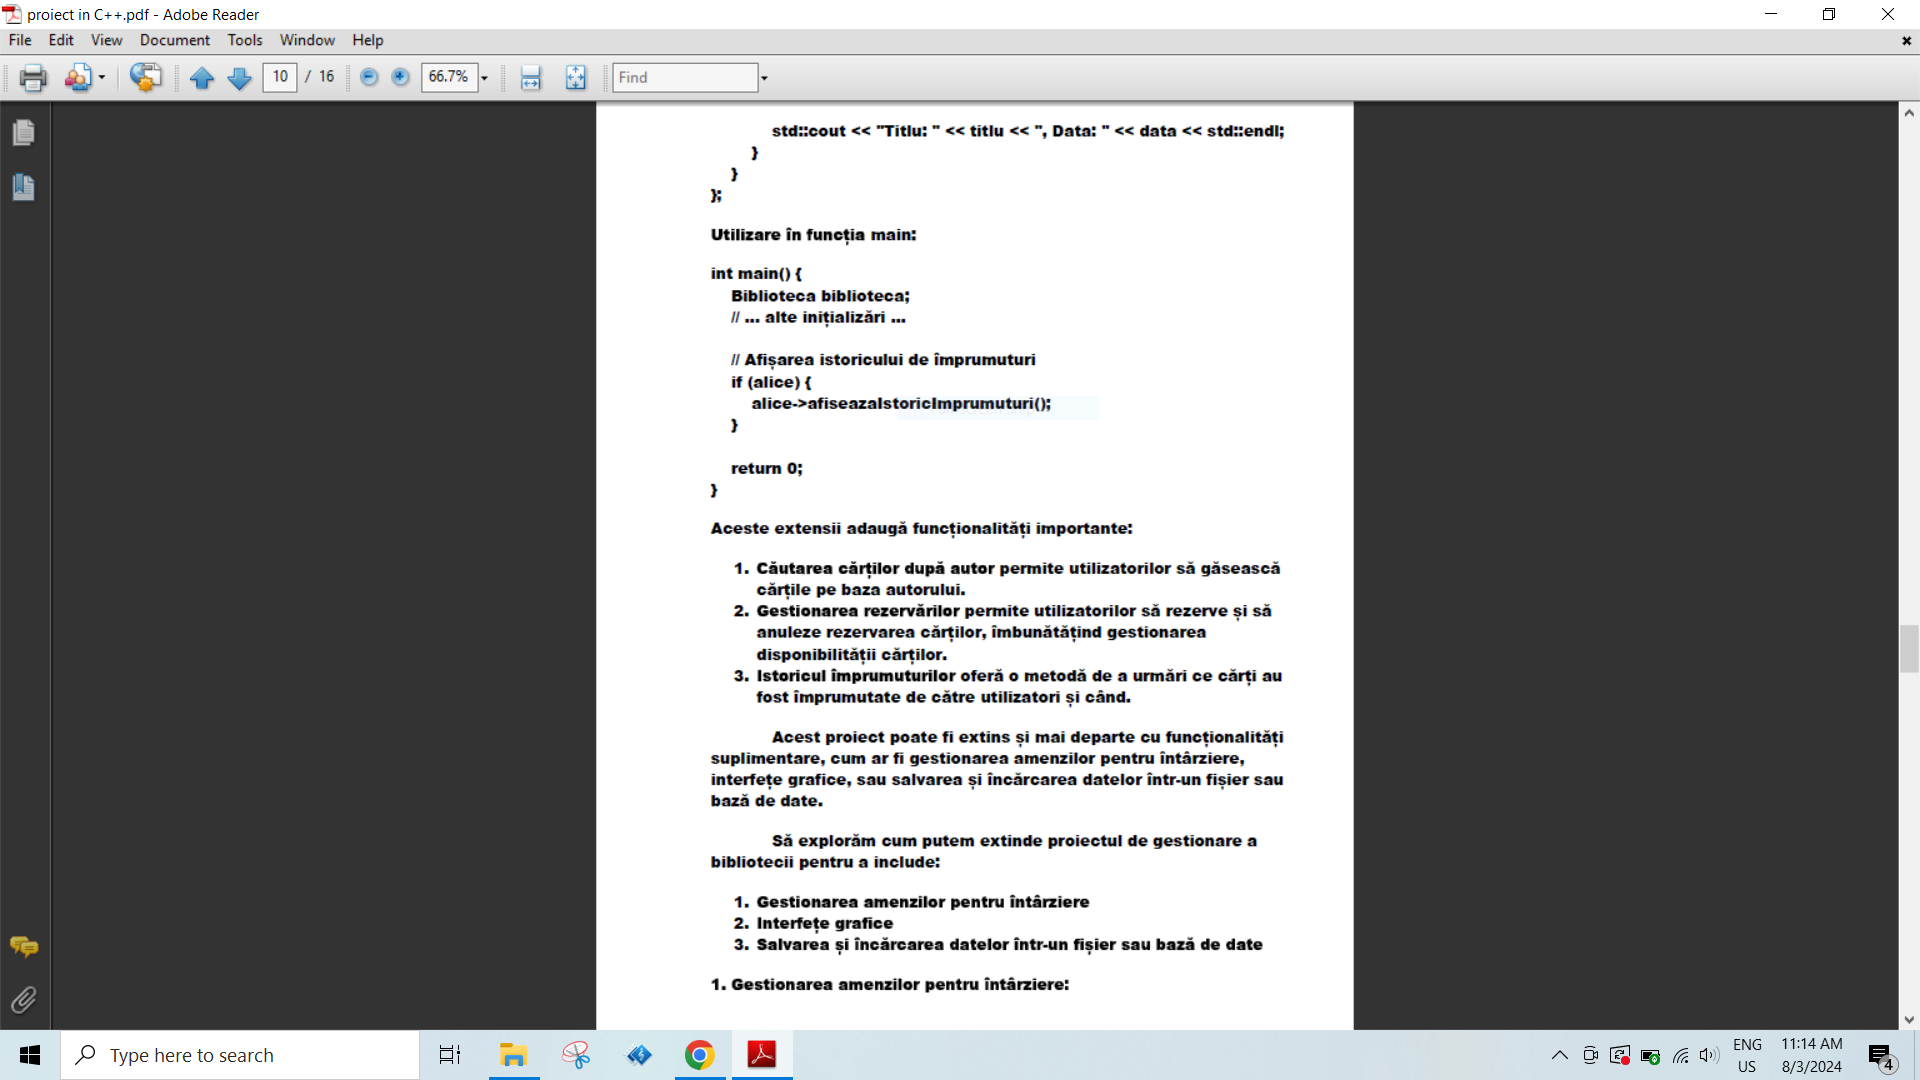 proiect in C++.pdf - Adobe Reader
File Edit View Document Tools Window Help
10 / 16 66.7% Find
std::cout << "Titlu: " << titlu << ", Data: " << data << std::endl;
}
}
};
Utilizare în funcția main:
int main() {
Biblioteca biblioteca;
// ... alte inițializări ...
// Afișarea istoricului de împrumuturi
if (alice) {
alice->afiseazaIstoricImprumuturi();
}
return 0;
}
Aceste extensii adaugă funcționalități importante:
1. Căutarea cărților după autor permite utilizatorilor să găsească
cărțile pe baza autorului.
2. Gestionarea rezervărilor permite utilizatorilor să rezerve și să
anuleze rezervarea cărților, îmbunătățind gestionarea
disponibilității cărților.
3. Istoricul împrumuturilor oferă o metodă de a urmări ce cărți au
fost împrumutate de către utilizatori și când.
Acest proiect poate fi extins și mai departe cu funcționalități
suplimentare, cum ar fi gestionarea amenzilor pentru întârziere,
interfețe grafice, sau salvarea și încărcarea datelor într-un fișier sau
bază de date.
Să explorăm cum putem extinde proiectul de gestionare a
bibliotecii pentru a include:
1. Gestionarea amenzilor pentru întârziere
2. Interfețe grafice
3. Salvarea și încărcarea datelor într-un fișier sau bază de date
1. Gestionarea amenzilor pentru întârziere:
Type here to search
ENG
US
11:14 AM
8/3/2024
4